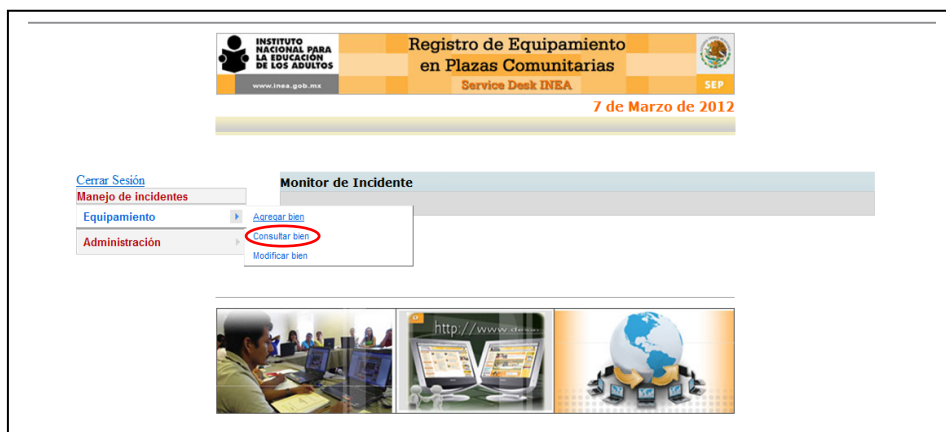 INSTITUTO
NACIONAL PARA
LA EDUCACIÓN
DE LOS ADULTOS
www.inea.gob.mx
Registro de Equipamiento
en Plazas Comunitarias
Service Desk INEA
SEP
7 de Marzo de 2012
Cerrar Sesión
Manejo de incidentes
Equipamiento
Administración
Agregar bien
Consultar bien
Modificar bien
Monitor de Incidente
http://www.desar